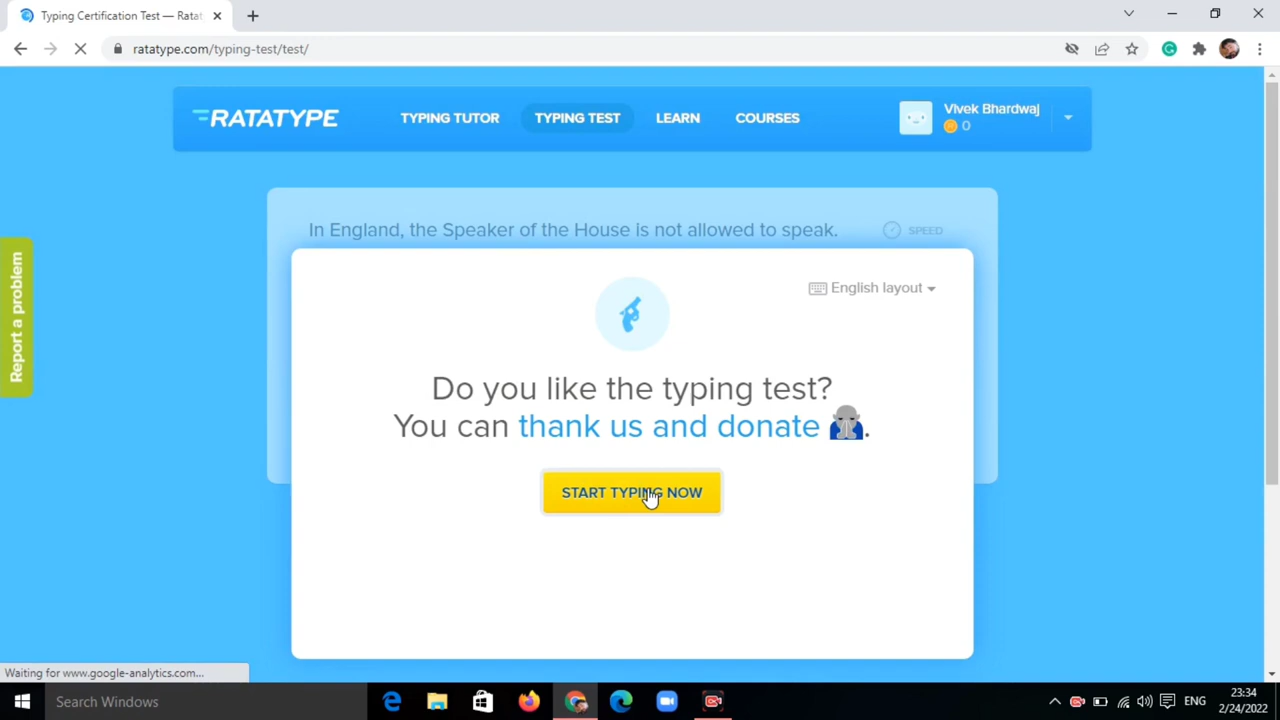 Typing Certification Test — Ratat
ratatype.com/typing-test/test/
RATATYPE
TYPING TUTOR
TYPING TEST
LEARN
COURSES
Vivek Bhardwaj
0
Report a problem
In England, the Speaker of the House is not allowed to speak.
SPEED
English layout
Do you like the typing test?
You can thank us and donate 🙏.
START TYPING NOW
Waiting for www.google-analytics.com...
Search Windows
ENG
23:34
2/24/2022